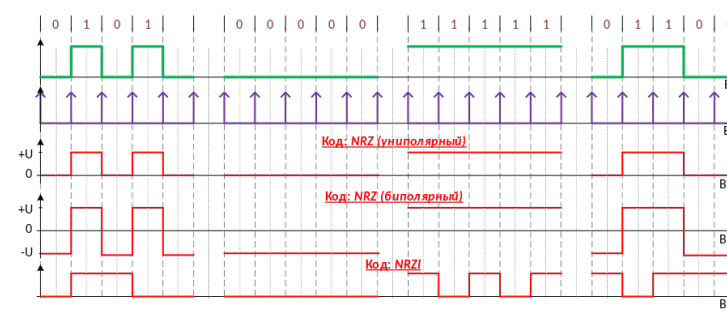 0 1 0 1 0 0 0 0 0 1 1 1 1 1 0 1 1 0
В
В
Код: NRZ (униполярный)
+U
0
В
Код: NRZ (биполярный)
+U
0
В
-U
Код: NRZI
В